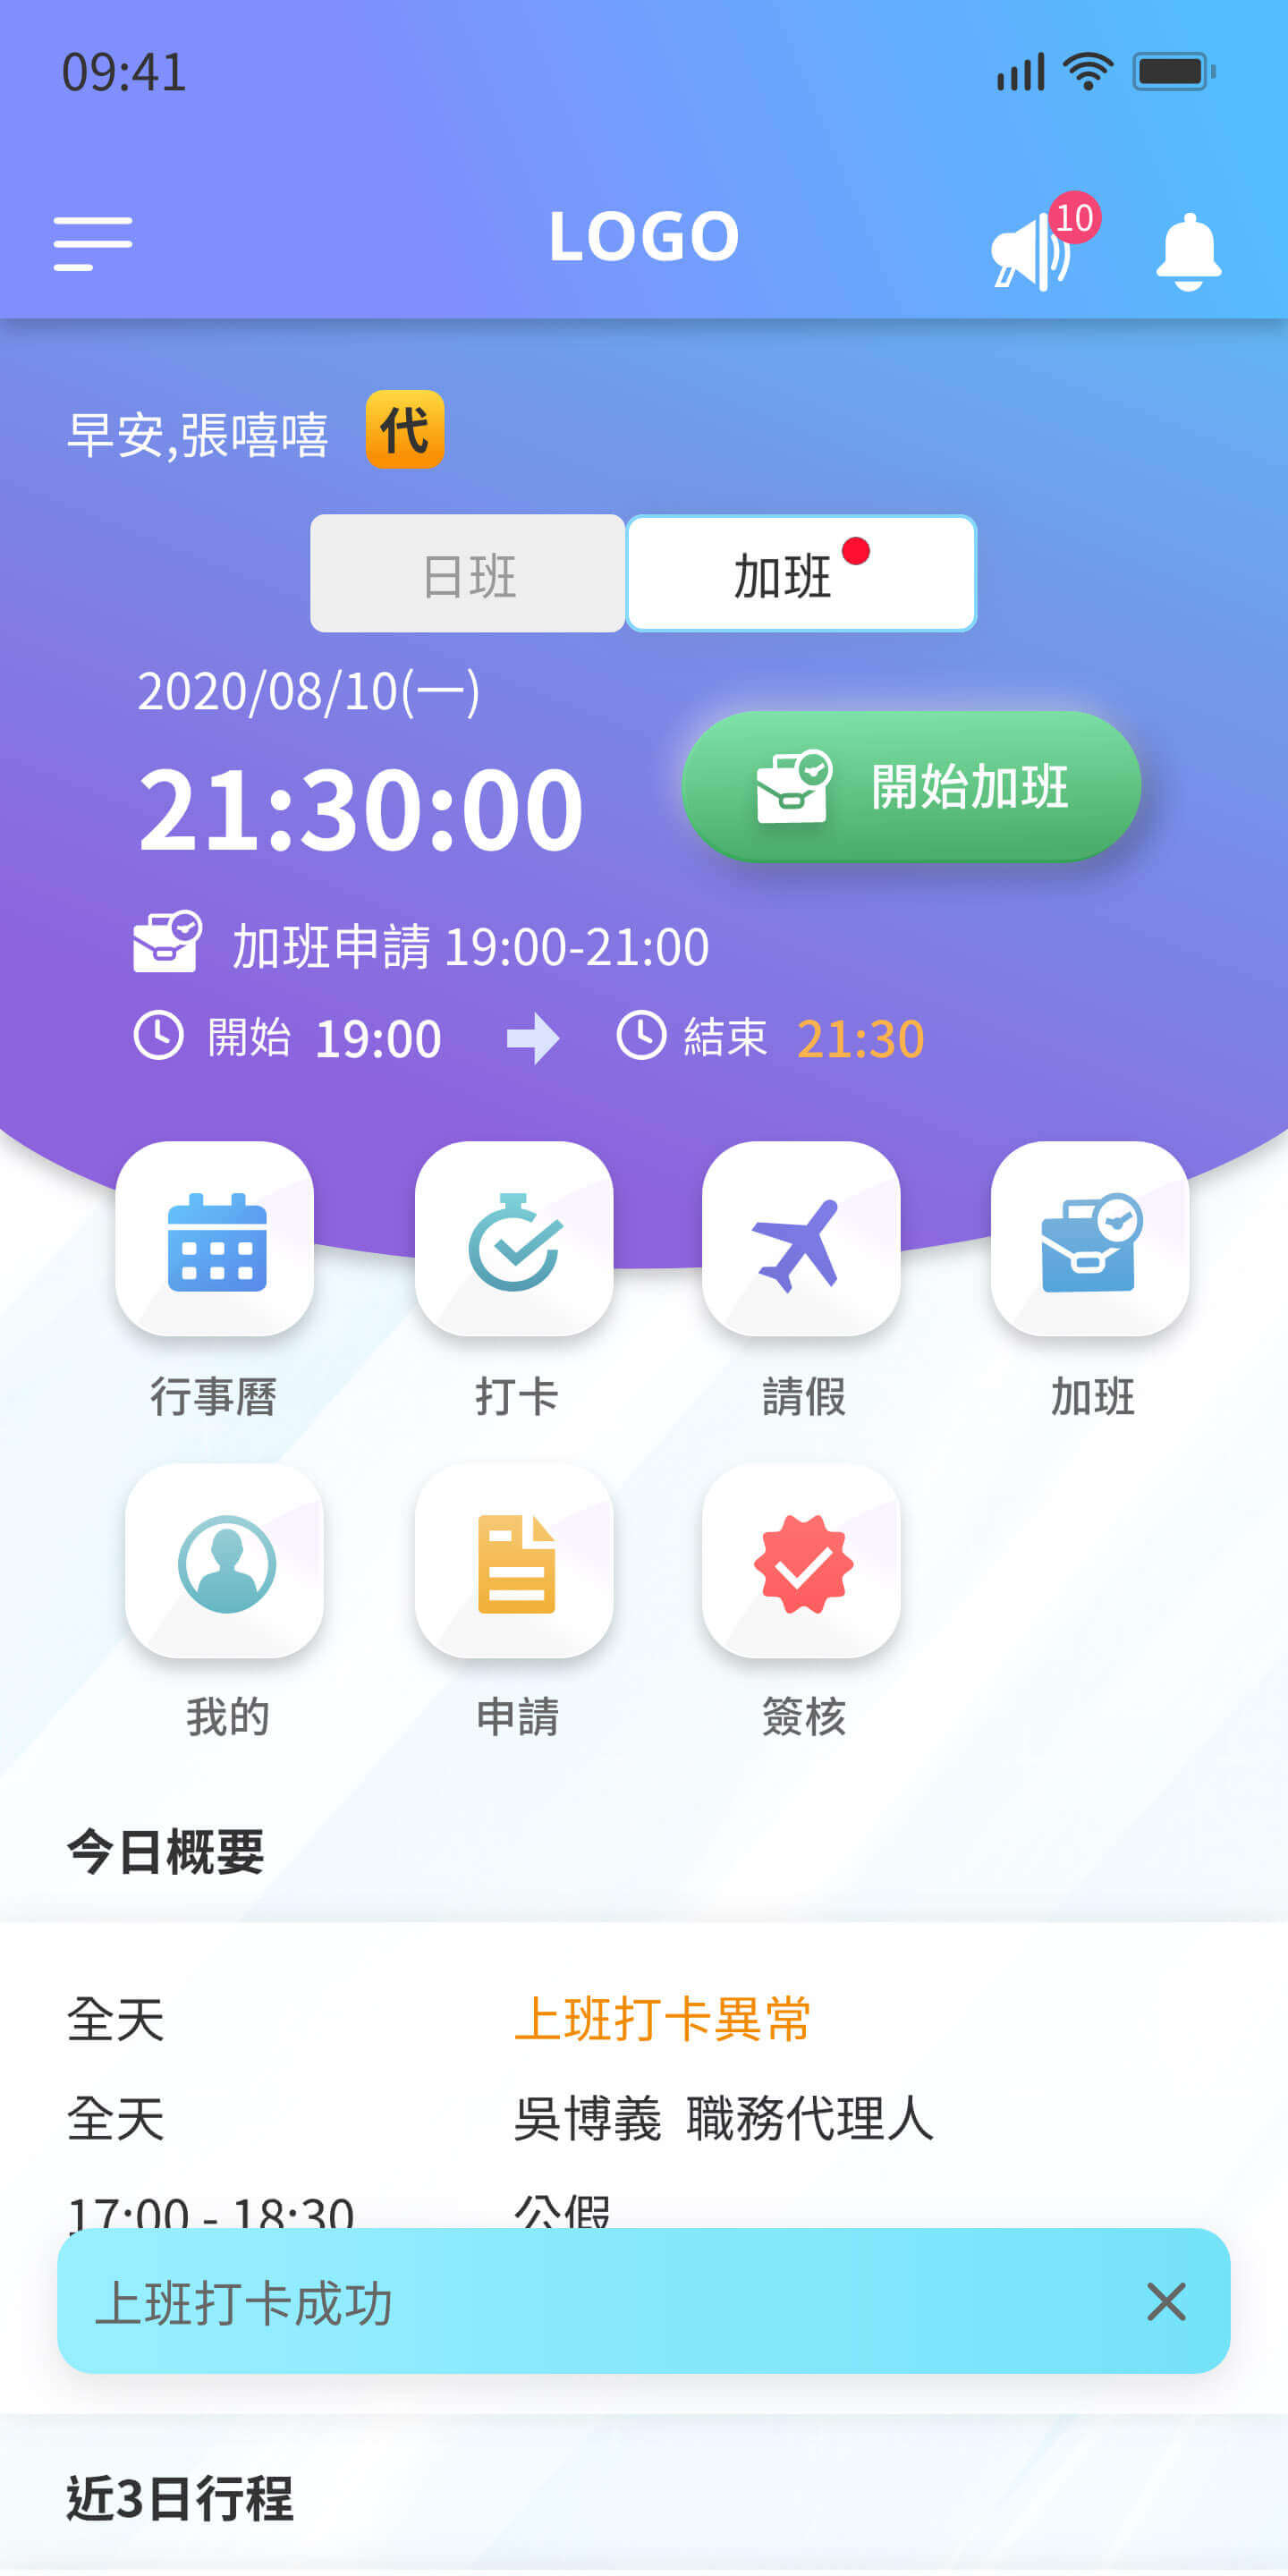 09:41
LOGO
10
早安,張嘻嘻 代
日班 加班
2020/08/10(一)
21:30:00
開始加班
加班申請 19:00-21:00
開始 19:00 結束 21:30
行事曆 打卡 請假 加班
我的 申請 簽核
今日概要
全天 上班打卡異常
全天 吳博義 職務代理人
17:00 - 18:30 公假
上班打卡成功
近3日行程